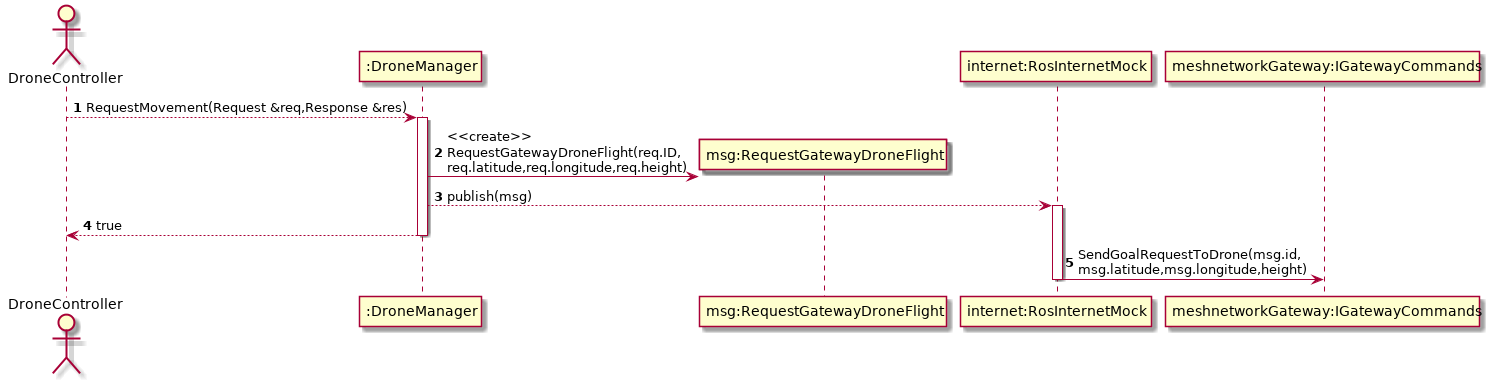 DroneController
:DroneManager
internet:RosInternetMock
meshnetworkGateway:IGatewayCommands
1 RequestMovement(Request &req,Response &res)
<<create>>
2 RequestGatewayDroneFlight(req.ID,
req.latitude,req.longitude,req.height)
msg:RequestGatewayDroneFlight
3 publish(msg)
4 true
5 SendGoalRequestToDrone(msg.id,
msg.latitude,msg.longitude,height)
DroneController
:DroneManager
msg:RequestGatewayDroneFlight
internet:RosInternetMock
meshnetworkGateway:IGatewayCommands